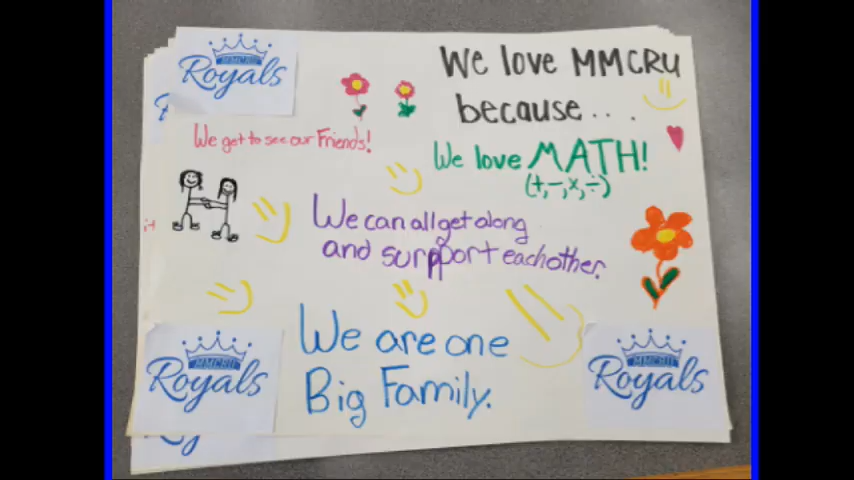 MMCRU
Royals
We love MMCRU
because....
We get to see our Friends!
We love MATH!
(+,-,x,÷)
We can all get along
and surpport eachother.
We are one
Big Family.
MMCRU
Royals
MMCRU
Royals